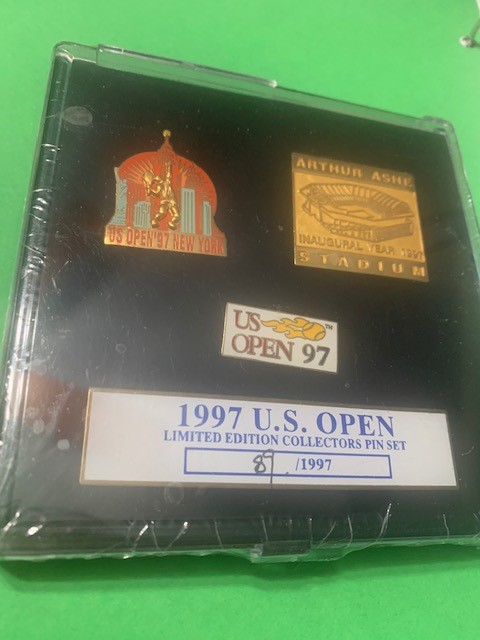 US OPEN '97 NEW YORK
ARTHUR ASHE
INAUGURAL YEAR 1997
STADIUM
US TM
OPEN 97
1997 U.S. OPEN
LIMITED EDITION COLLECTORS PIN SET
89 /1997